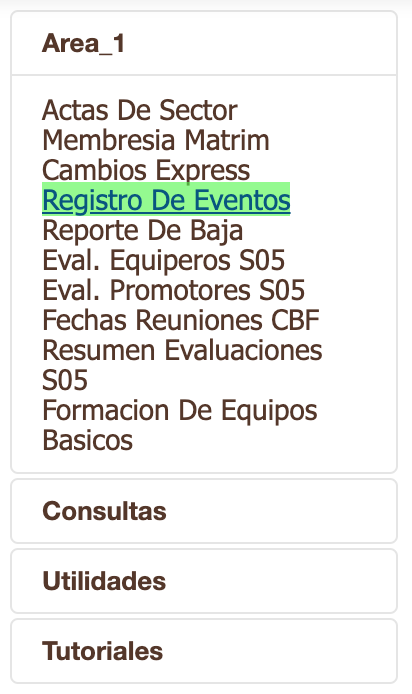 Area_1
Actas De Sector
Membresia Matrim
Cambios Express
Registro De Eventos
Reporte De Baja
Eval. Equiperos S05
Eval. Promotores S05
Fechas Reuniones CBF
Resumen Evaluaciones
S05
Formacion De Equipos
Basicos
Consultas
Utilidades
Tutoriales